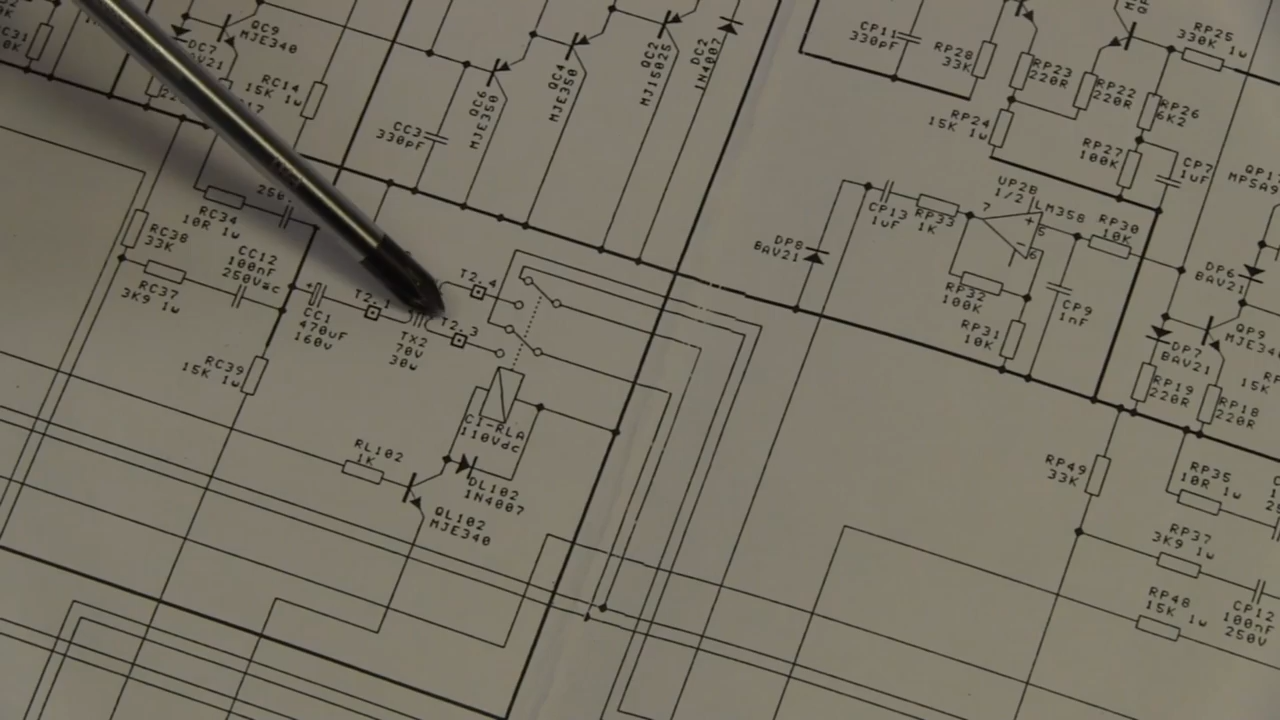 QC9
MJE340
DC7
BAV21
RC14
15K 1w
CC3
330pF
QC6
MJE350
QC4
MJE350
QC2
MJ15025
DC2
1N4007
CP11
330pF
RP28
33K
RP23
220R
RP22
220R
RP25
330K 1w
RP24
15K 1w
RP26
6K2
RP27
100K
CP7
1uF
RC34
10R 1w
RC38
33K
RC37
3K9 1w
CC12
100nF
250Vac
CC1
470uF
160v
T2.1
T2.4
T2.3
TX2
70V
30w
RC39
15K 1w
C1-RLA
110Vdc
RL102
1K
DL102
1N4007
QL102
MJE340
DP8
BAV21
CP13
1uF
RP33
1K
UP2B
1/2 LM358
7
5
6
RP30
10K
RP32
100K
RP31
10K
CP9
1nF
DP6
BAV21
DP7
BAV21
QP9
MJE340
RP19
220R
RP18
220R
15K
RP49
33K
RP35
10R 1w
RP37
3K9 1w
RP48
15K 1w
CP12
100nF
250V